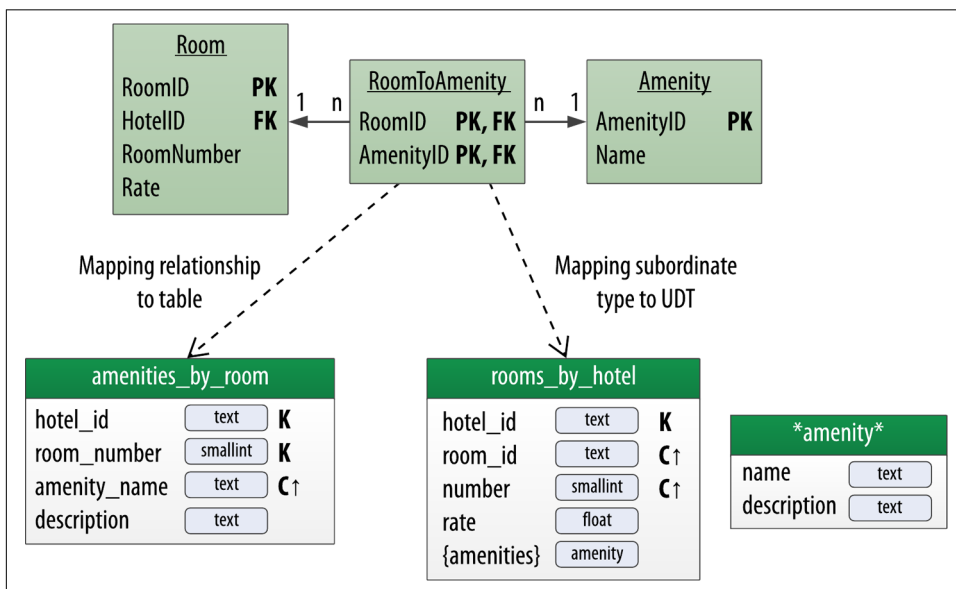 Room
RoomID PK
HotelID FK
RoomNumber
Rate
1 n
RoomToAmenity
RoomID PK, FK
AmenityID PK, FK
n 1
Amenity
AmenityID PK
Name
Mapping relationship
to table
Mapping subordinate
type to UDT
amenities_by_room
hotel_id text K
room_number smallint K
amenity_name text C↑
description text
rooms_by_hotel
hotel_id text K
room_id text C↑
number smallint C↑
rate float
{amenities} amenity
*amenity*
name text
description text